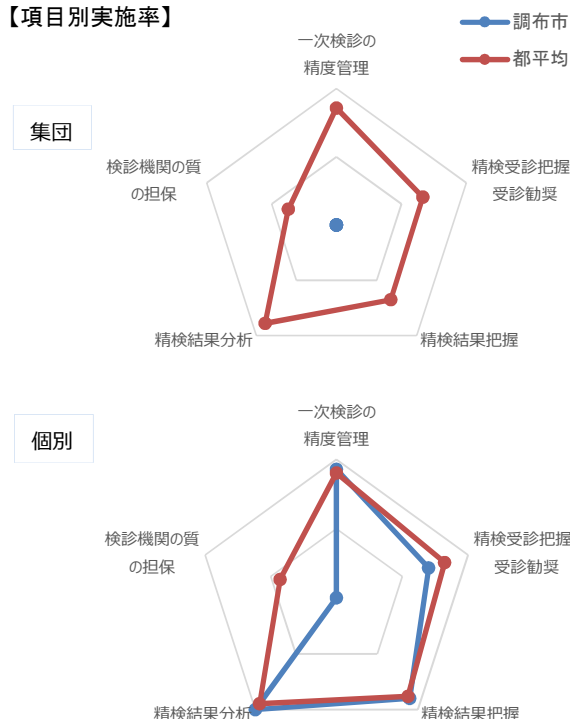 【項目別実施率】
調布市
都平均
集団
一次検診の
精度管理
精検受診把握
受診勧奨
精検結果把握
精検結果分析
検診機関の質
の担保
個別
一次検診の
精度管理
精検受診把握
受診勧奨
精検結果把握
精検結果分析
検診機関の質
の担保